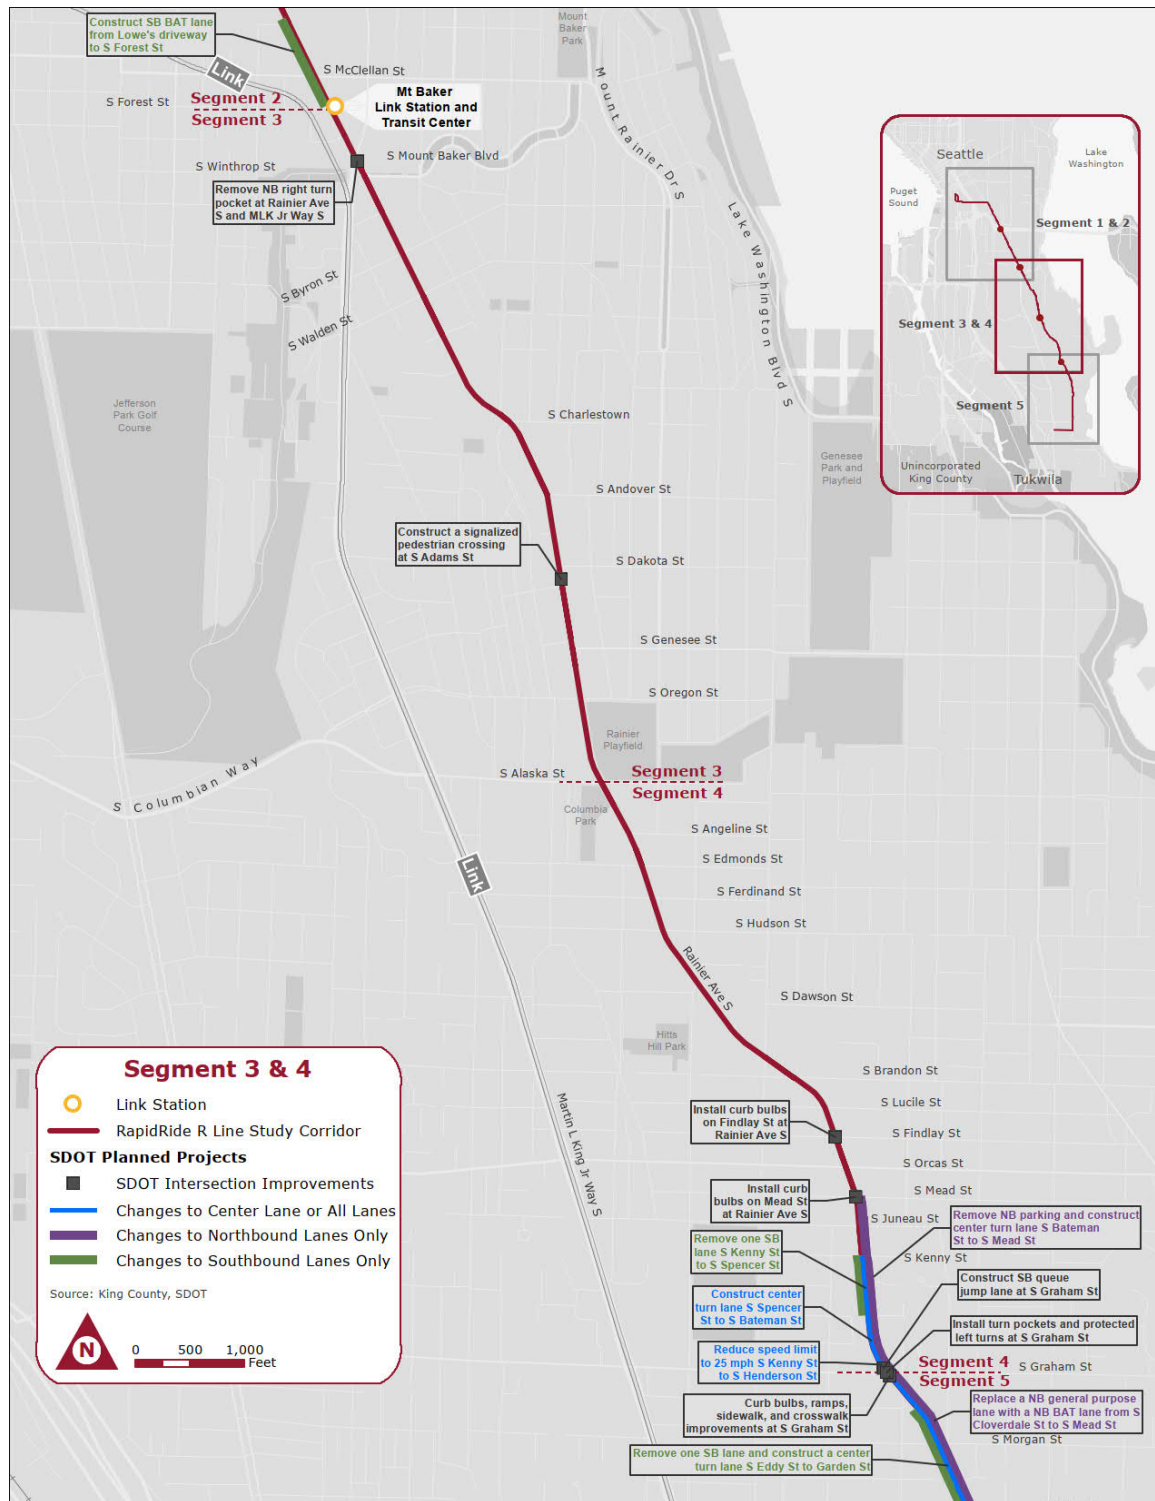 Construct SB BAT lane
from Lowe's driveway
to S Forest St
Mount
Baker
Park
Link
S McClellan St
S Forest St
Segment 2
Segment 3
Mt Baker
Link Station and
Transit Center
S Mount Baker Blvd
S Winthrop St
Remove NB right turn
pocket at Rainier Ave
S and MLK Jr Way S
Mount Rainier Dr S
Lake Washington Blvd S
S Byron St
S Walden St
Jefferson
Park Golf
Course
S Charlestown
Genesee
Park and
Playfield
S Andover St
Construct a signalized
pedestrian crossing
at S Adams St
S Dakota St
S Genesee St
S Oregon St
Rainier
Playfield
S Alaska St
Segment 3
Segment 4
S Columbian Way
Columbia
Park
S Angeline St
S Edmonds St
Link
S Ferdinand St
S Hudson St
Rainier Ave S
S Dawson St
Hitts
Hill Park
S Brandon St
S Lucile St
Martin L King Jr Way S
Install curb bulbs
on Findlay St at
Rainier Ave S
S Findlay St
S Orcas St
Install curb
bulbs on Mead St
at Rainier Ave S
S Mead St
S Juneau St
Remove NB parking and construct
center turn lane S Bateman
St to S Mead St
Remove one SB
lane S Kenny St
to S Spencer St
S Kenny St
Construct SB queue
jump lane at S Graham St
Construct center
turn lane S Spencer
St to S Bateman St
Install turn pockets and protected
left turns at S Graham St
Reduce speed limit
to 25 mph S Kenny St
to S Henderson St
Segment 4
Segment 5
S Graham St
Curb bulbs, ramps,
sidewalk, and crosswalk
improvements at S Graham St
Replace a NB general purpose
lane with a NB BAT lane from S
Cloverdale St to S Mead St
S Morgan St
Remove one SB lane and construct a center
turn lane S Eddy St to Garden St
Seattle
Lake
Washington
Puget
Sound
Segment 1 & 2
Segment 3 & 4
Segment 5
Unincorporated
King County
Tukwila
Segment 3 & 4
Link Station
RapidRide R Line Study Corridor
SDOT Planned Projects
SDOT Intersection Improvements
Changes to Center Lane or All Lanes
Changes to Northbound Lanes Only
Changes to Southbound Lanes Only
Source: King County, SDOT
N
0 500 1,000
Feet